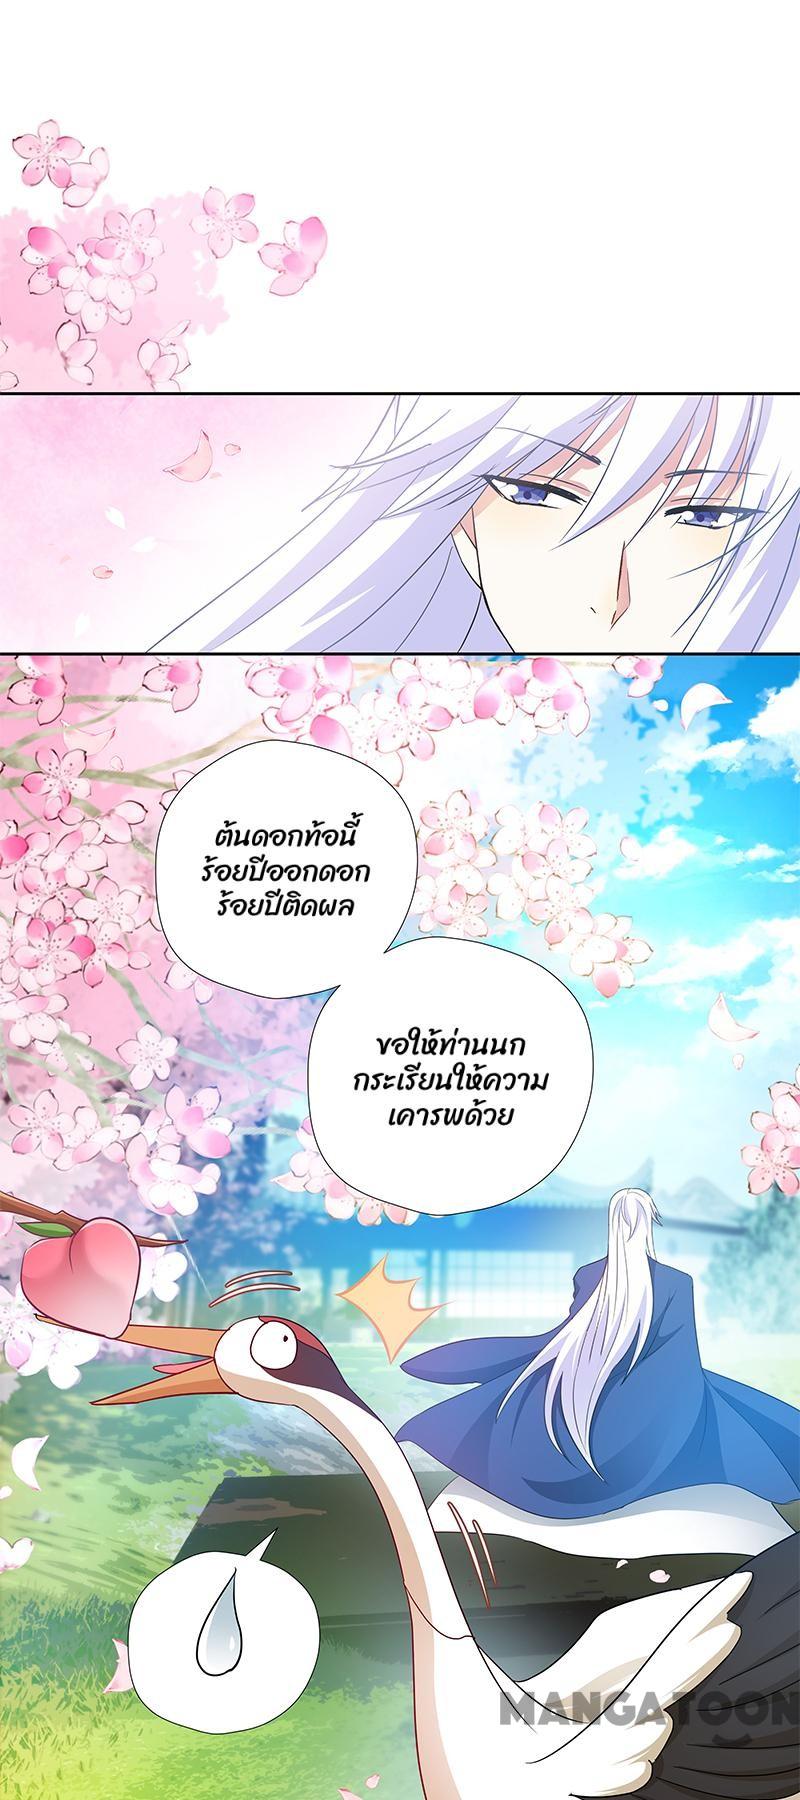 ต้นดอกท้อนี้
ร้อยปีออกดอก
ร้อยปีติดผล
ขอให้ท่านนก
กระเรียนให้ความ
เคารพด้วย
MANGATOON